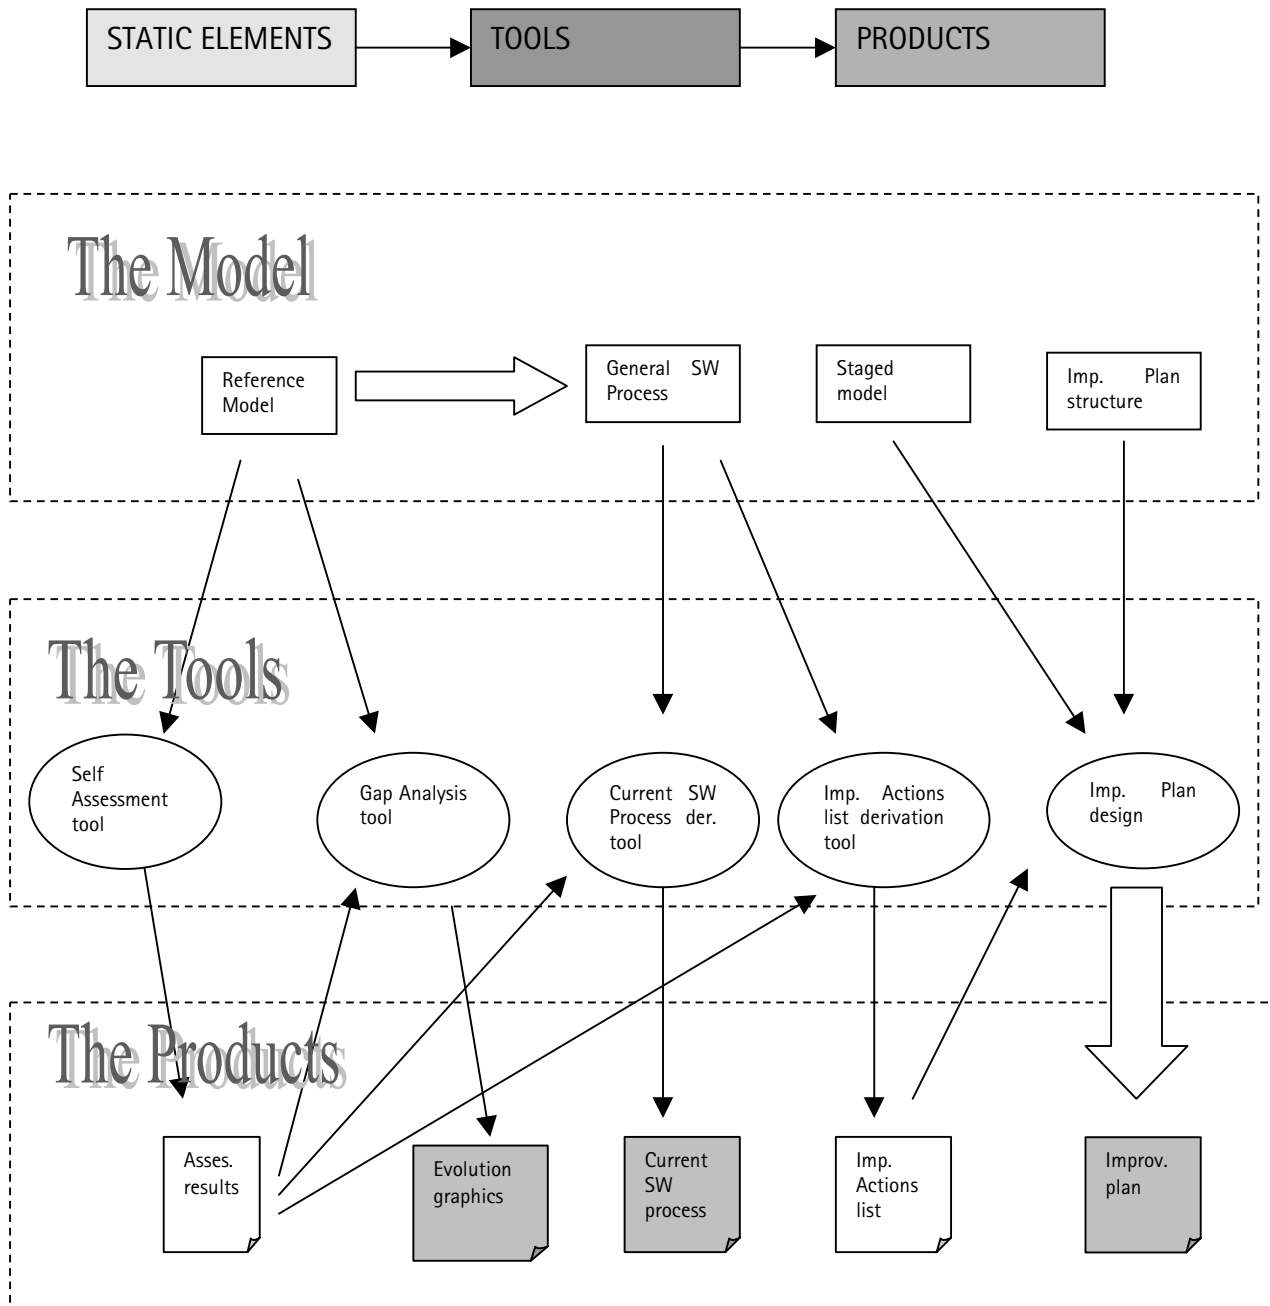 STATIC ELEMENTS
TOOLS
PRODUCTS
The Model
Reference
Model
General SW
Process
Staged
model
Imp. Plan
structure
The Tools
Self
Assessment
tool
Gap Analysis
tool
Current SW
Process der.
tool
Imp. Actions
list derivation
tool
Imp. Plan
design
The Products
Asses.
results
Evolution
graphics
Current
SW
process
Imp.
Actions
list
Improv.
plan